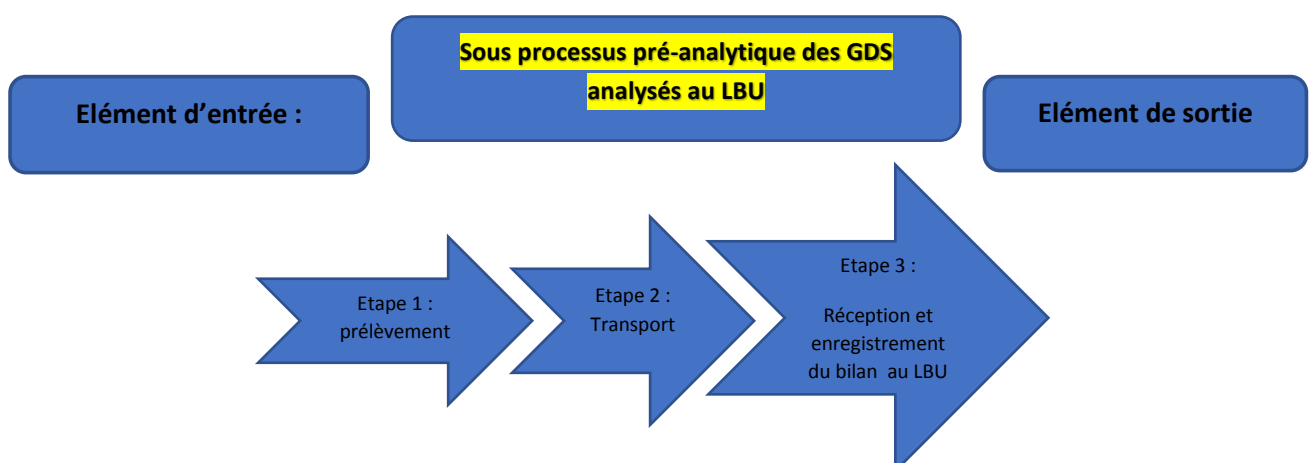 Sous processus pré-analytique des GDS
analysés au LBU
Elément d’entrée :
Elément de sortie
Etape 1 :
prélèvement
Etape 2 :
Transport
Etape 3 :
Réception et
enregistrement
du bilan au LBU